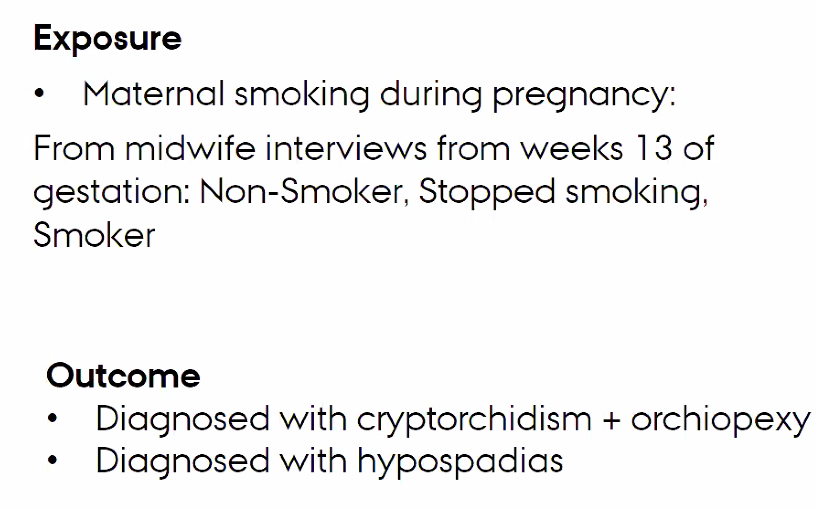 Exposure
• Maternal smoking during pregnancy:
From midwife interviews from weeks 13 of
gestation: Non-Smoker, Stopped smoking,
Smoker
Outcome
• Diagnosed with cryptorchidism + orchiopexy
• Diagnosed with hypospadias